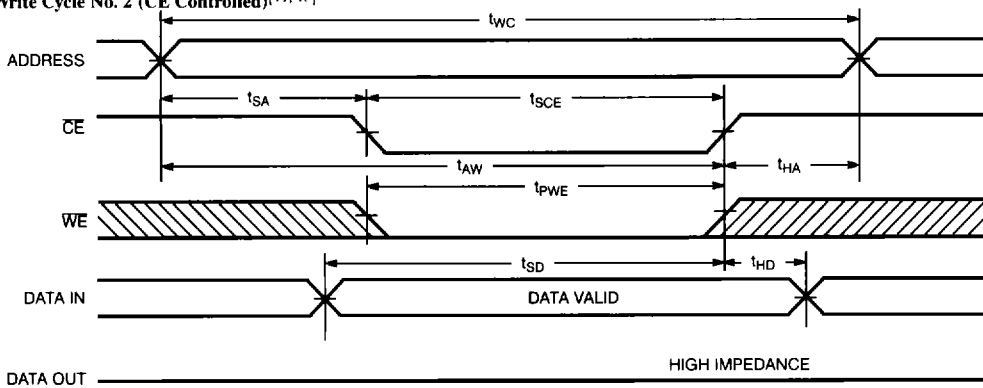 Write Cycle No. 2 (CE Controlled)
tWC
ADDRESS
tSA
tSCE
CE
tAW
tHA
tPWE
WE
tSD
tHD
DATA IN
DATA VALID
HIGH IMPEDANCE
DATA OUT